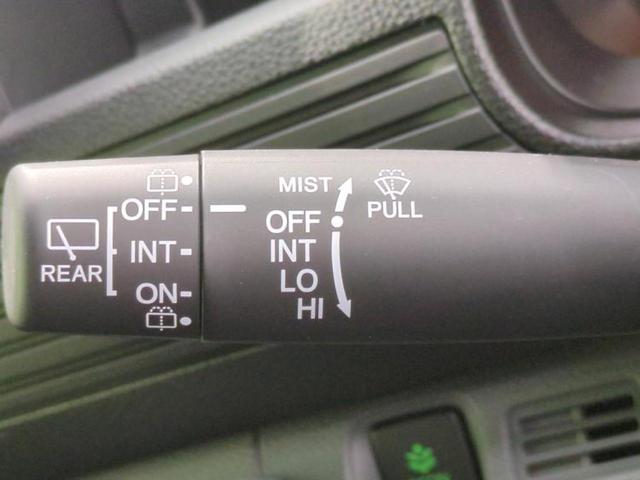 OFF
INT
ON
REAR
MIST
OFF
INT
LO
HI
PULL